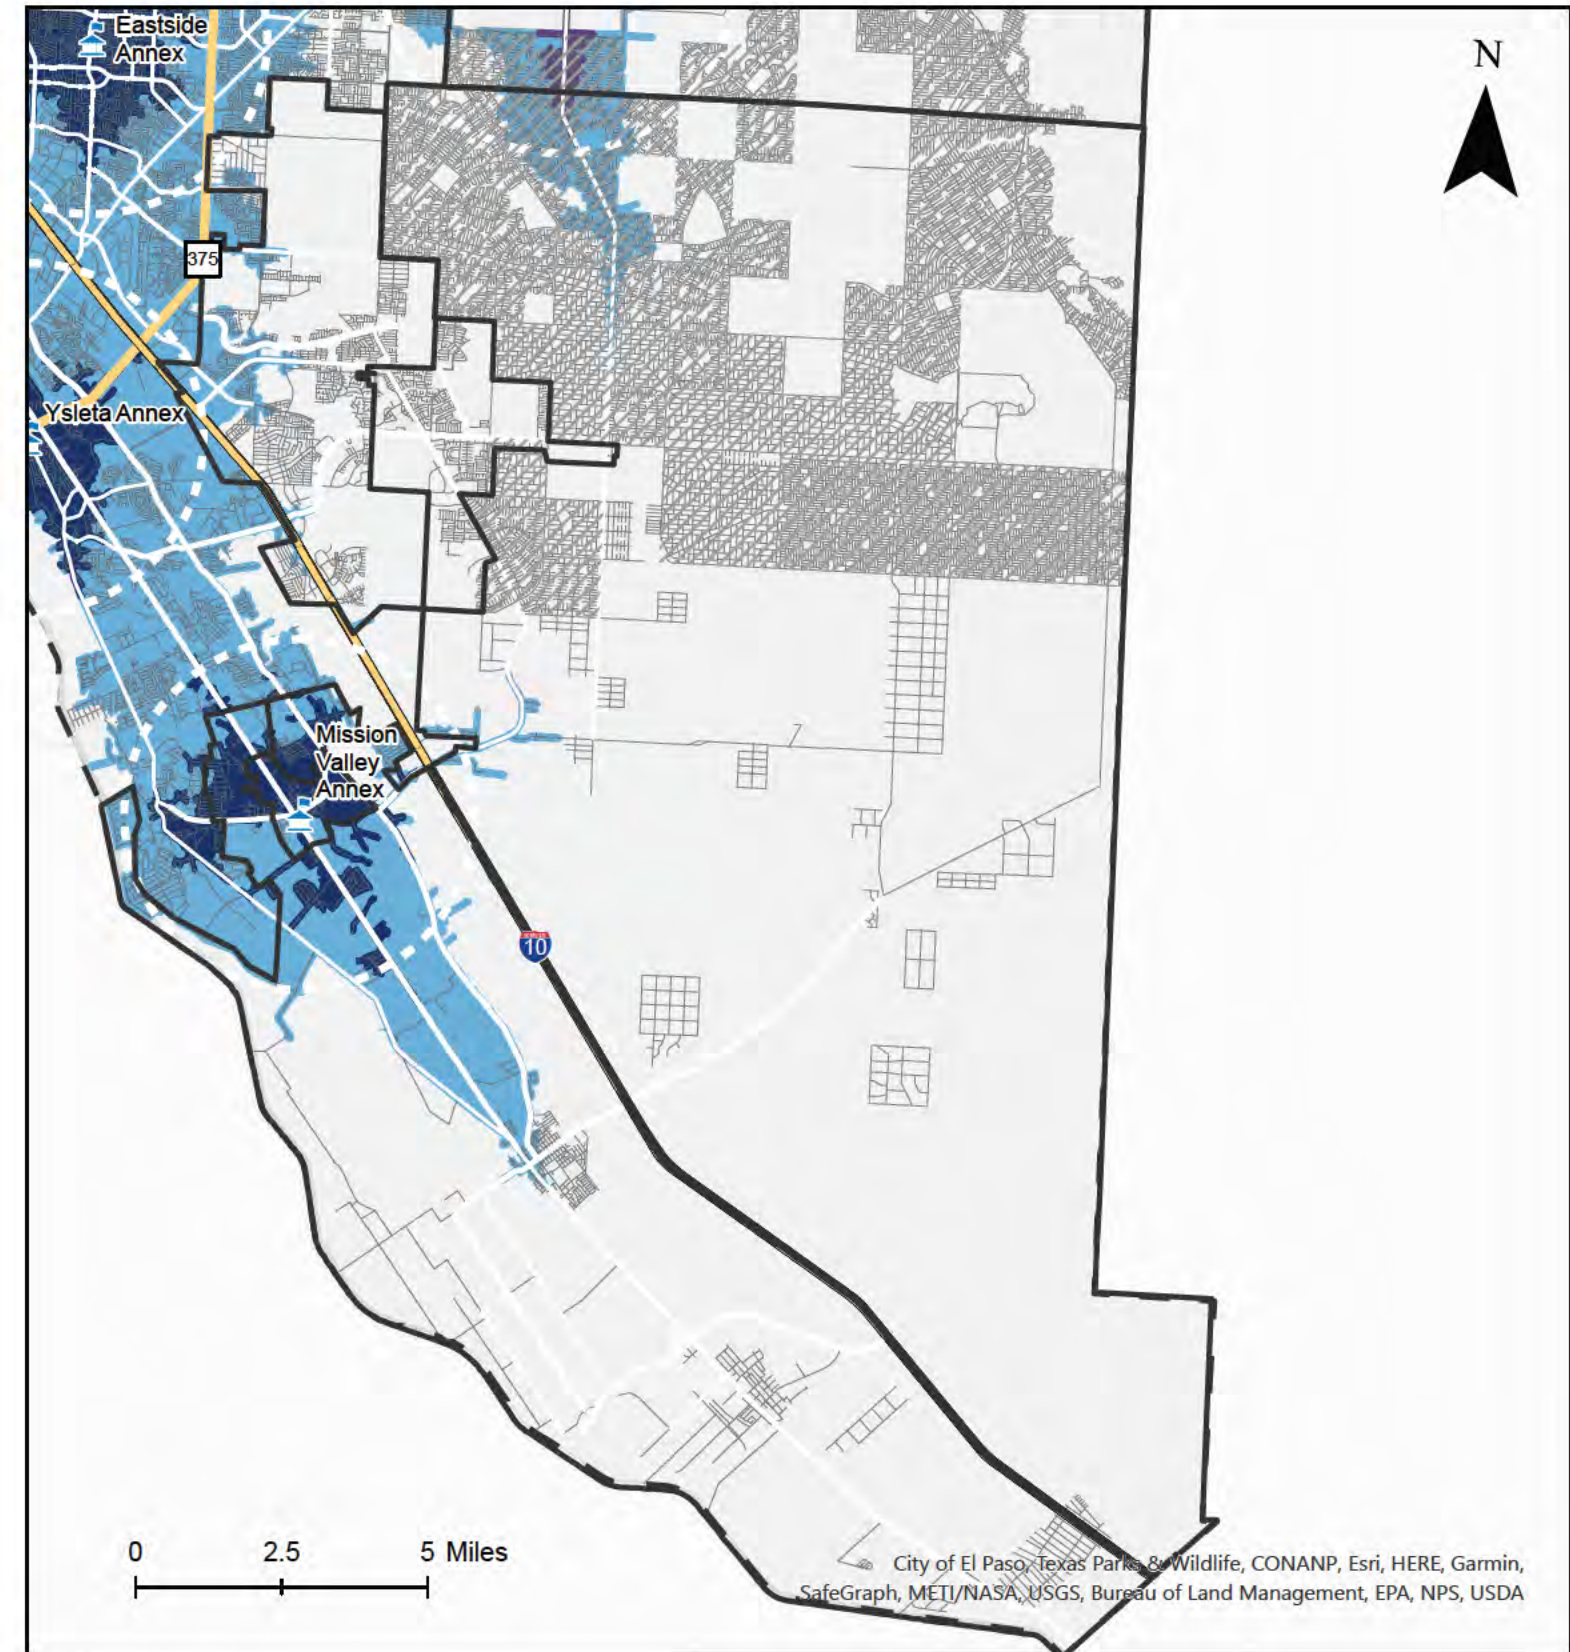 Eastside
Annex
N
375
Ysleta Annex
Mission
Valley
Annex
10
0 2.5 5 Miles
City of El Paso, Texas Parks & Wildlife, CONANP, Esri, HERE, Garmin,
SafeGraph, METI/NASA, USGS, Bureau of Land Management, EPA, NPS, USDA